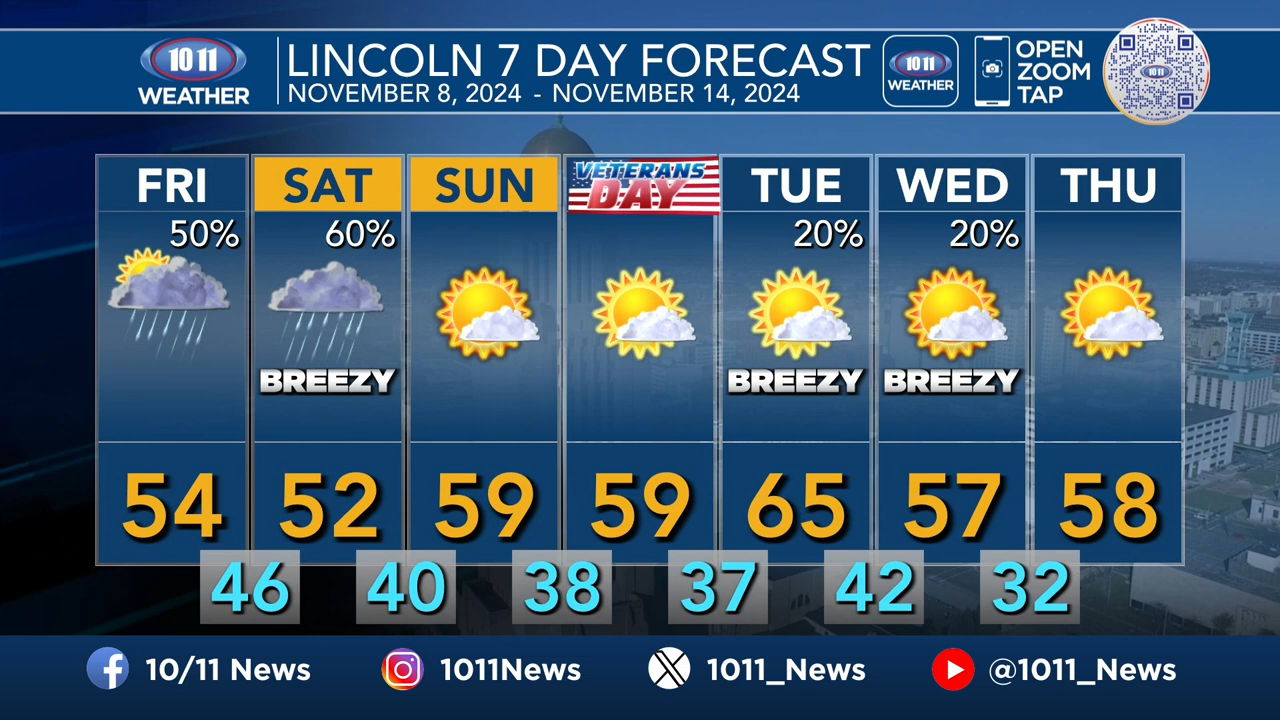 10 11
WEATHER
LINCOLN 7 DAY FORECAST
NOVEMBER 8, 2024 - NOVEMBER 14, 2024
10 11
WEATHER
OPEN
ZOOM
TAP
10 11
FRI SAT SUN VETERANS DAY TUE WED THU
50% 60% 20% 20%
BREEZY BREEZY BREEZY
54 52 59 59 65 57 58
46 40 38 37 42 32
10/11 News 1011News 1011_News @1011_News